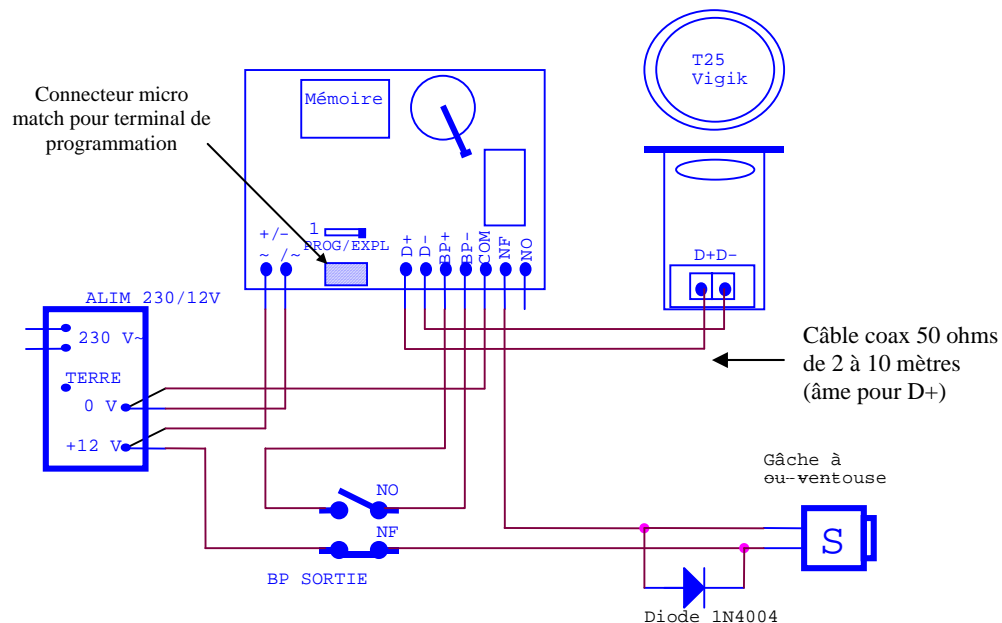 T25
Vigik
Connecteur micro
match pour terminal de
programmation
Mémoire
+/-
1
PROG/EXPL
~ /~
D+
D-
BP+
BP-
COM
NF
NO
D+D-
ALIM 230/12V
230 V~
TERRE
0 V
+12 V
Câble coax 50 ohms
de 2 à 10 mètres
(âme pour D+)
Gâche à
ou ventouse
NO
NF
S
BP SORTIE
Diode 1N4004